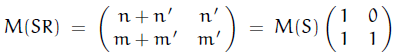 M(SR) = ( n + n′ n′ ) = M(S) ( 1 0 )
( m + m′ m′ ) ( 1 1 )